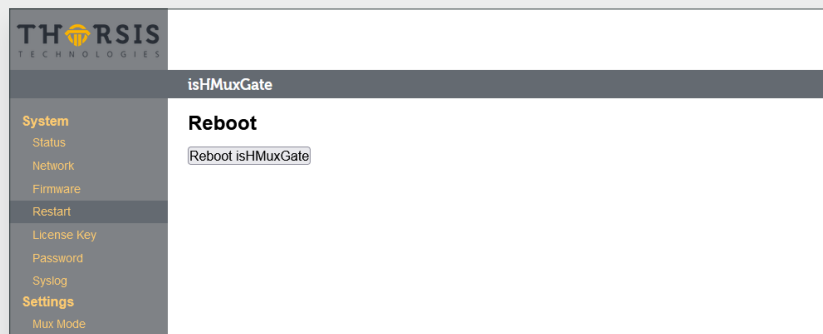 THORSIS
TECHNOLOGIES
isHMuxGate
System
Status
Network
Firmware
Restart
License Key
Password
Syslog
Settings
Mux Mode
Reboot
Reboot isHMuxGate